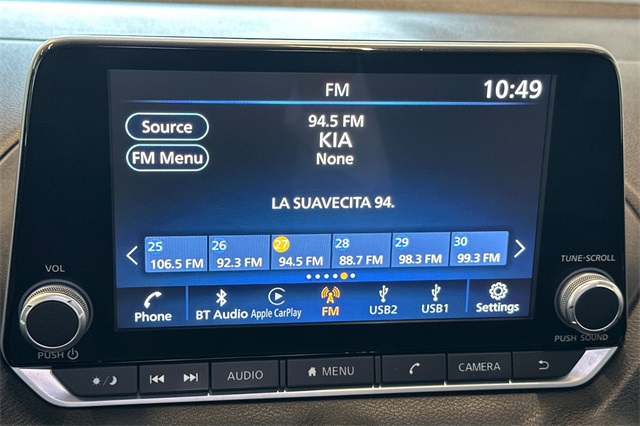 FM 10:49
Source
94.5 FM
KIA
FM Menu
None
LA SUAVECITA 94.
25 26 27 28 29 30
106.5 FM 92.3 FM 94.5 FM 88.7 FM 98.3 FM 99.3 FM
Phone BT Audio Apple CarPlay FM USB2 USB1 Settings
VOL
PUSH
TUNE·SCROLL
PUSH SOUND
AUDIO MENU CAMERA